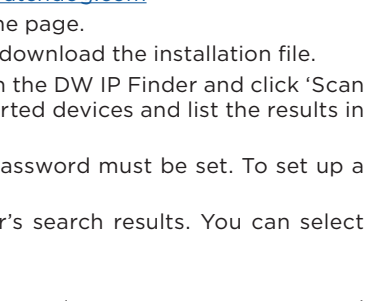 ne page.
download the installation file.
n the DW IP Finder and click ‘Scan
rted devices and list the results in
assword must be set. To set up a
r’s search results. You can select